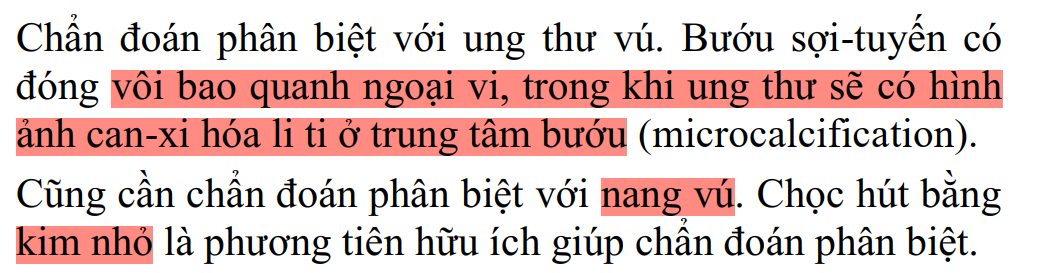 Chẩn đoán phân biệt với ung thư vú. Bướu sợi-tuyến có
đóng vôi bao quanh ngoại vi, trong khi ung thư sẽ có hình
ảnh can-xi hóa li ti ở trung tâm bướu (microcalcification).
Cũng cần chẩn đoán phân biệt với nang vú. Chọc hút bằng
kim nhỏ là phương tiên hữu ích giúp chẩn đoán phân biệt.